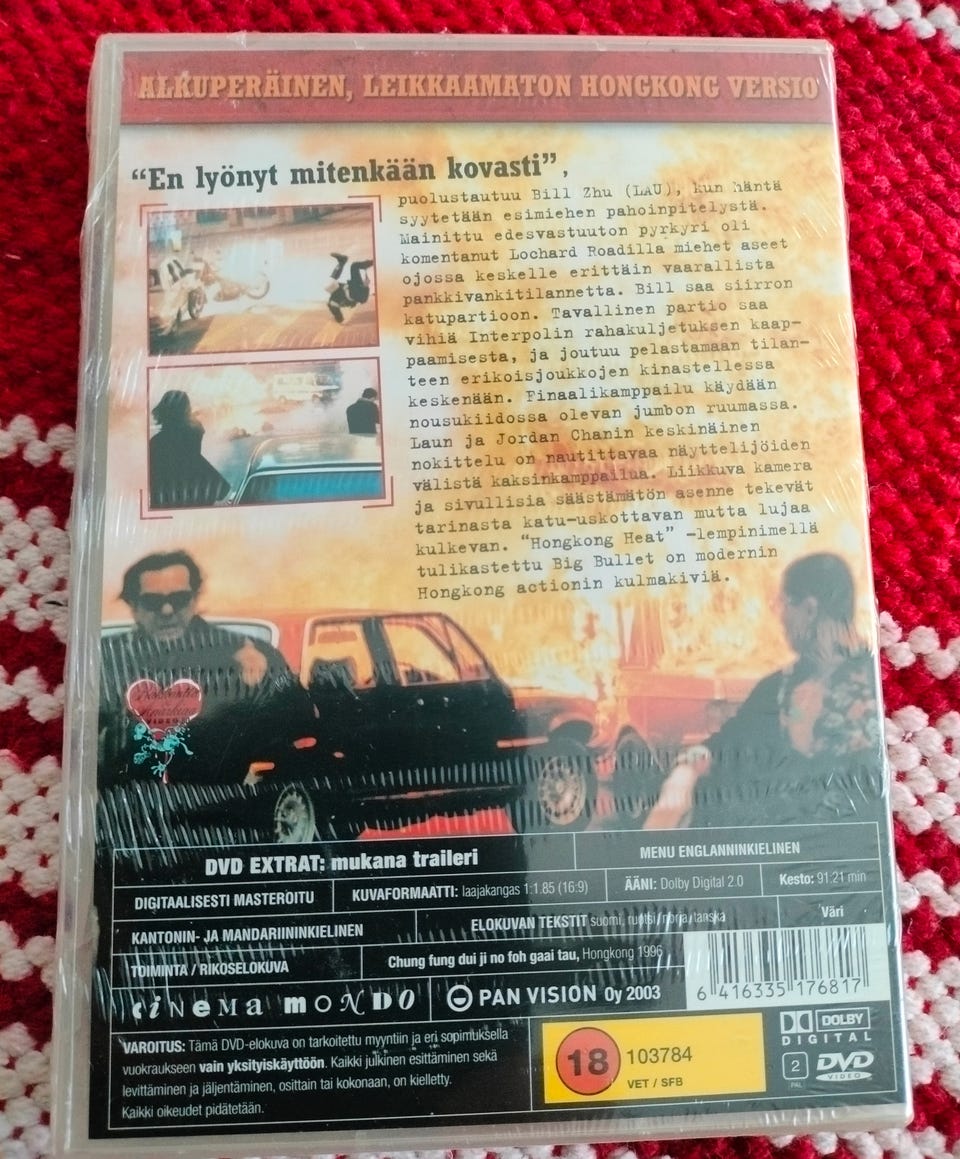 ALKUPERÄINEN, LEIKKAAMATON HONGKONG VERSIO
“En lyönyt mitenkään kovasti”,
puolustautuu Bill Zhu (LAU), kun häntä
syytetään esimiehen pahoinpitelystä.
Mainittu edesvastuuton pyrkyri oli
komentanut Lochard Roadilla miehet aseet
ojossa keskelle erittäin vaarallista
pankkivankitilannetta. Bill saa siirron
katupartioon. Tavallinen partio saa
vihiä Interpolin rahakuljetuksen kaap-
paamisesta, ja joutuu pelastamaan tilan-
teen erikoisjoukkojen kinastellessa
keskenään. Finaalikamppailu käydään
nousukiidossa olevan jumbon ruumassa.
Laun ja Jordan Chanin keskinäinen
nokittelu on nautittavaa näyttelijöiden
välistä kaksinkamppailua. Liikkuva kamera
ja sivullisia säästämätön asenne tekevät
tarinasta katu-uskottavan mutta lujaa
kulkevan. “Hongkong Heat” -lempinimellä
tulikastettu Big Bullet on modernin
Hongkong actionin kulmakiviä.
VIDEO
DVD EXTRAT: mukana traileri
MENU ENGLANNINKIELINEN
DIGITAALISESTI MASTEROITU
KUVAFORMAATTI: laajakangas 1:1.85 (16:9)
ÄÄNI: Dolby Digital 2.0
Kesto: 91:21 min
KANTONIN- JA MANDARIININKIELINEN
ELOKUVAN TEKSTIT suomi, ruotsi/norja, tanska
Väri
TOIMINTA / RIKOSELOKUVA
Chung fung dui ji no foh gaai tau, Hongkong 1996
6 416335 176817
CINEMA MONDO
PAN VISION Oy 2003
VAROITUS: Tämä DVD-elokuva on tarkoitettu myyntiin ja eri sopimuksella
vuokraukseen vain yksityiskäyttöön. Kaikki julkinen esittäminen sekä
levittäminen ja jäljentäminen, osittain tai kokonaan, on kielletty.
Kaikki oikeudet pidätetään.
18
103784
VET / SFB
DOLBY
DIGITAL
2
PAL
DVD
VIDEO